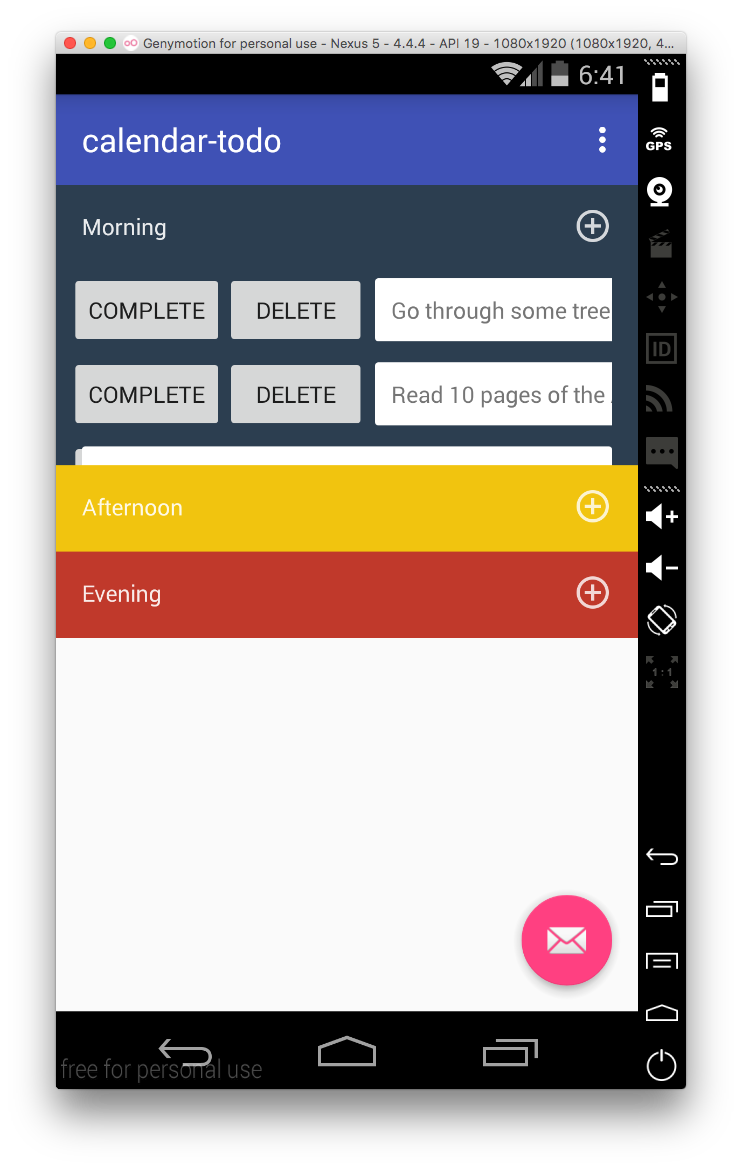 Genymotion for personal use - Nexus 5 - 4.4.4 - API 19 - 1080x1920 (1080x1920, 4...
6:41
calendar-todo
GPS
Morning
COMPLETE DELETE Go through some tree
ID
COMPLETE DELETE Read 10 pages of the
Afternoon
Evening
1:1
free for personal use